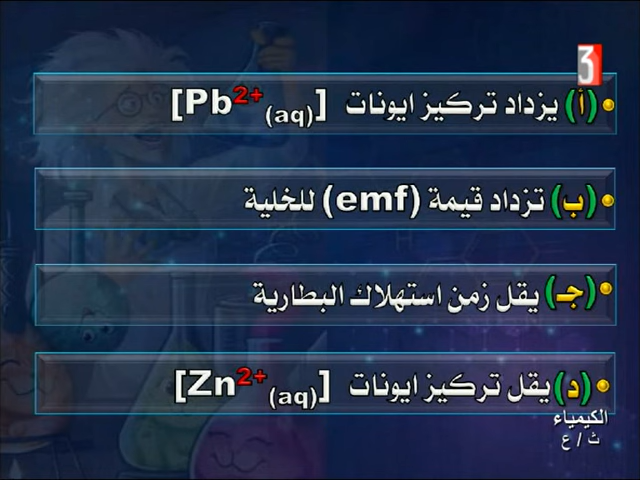 3
(أ) يزداد تركيز ايونات [Pb2+(aq)]
(ب) تزداد قيمة (emf) للخلية
(جـ) يقل زمن استهلاك البطارية
(د) يقل تركيز ايونات [Zn2+(aq)]
الكيمياء
ث / ع